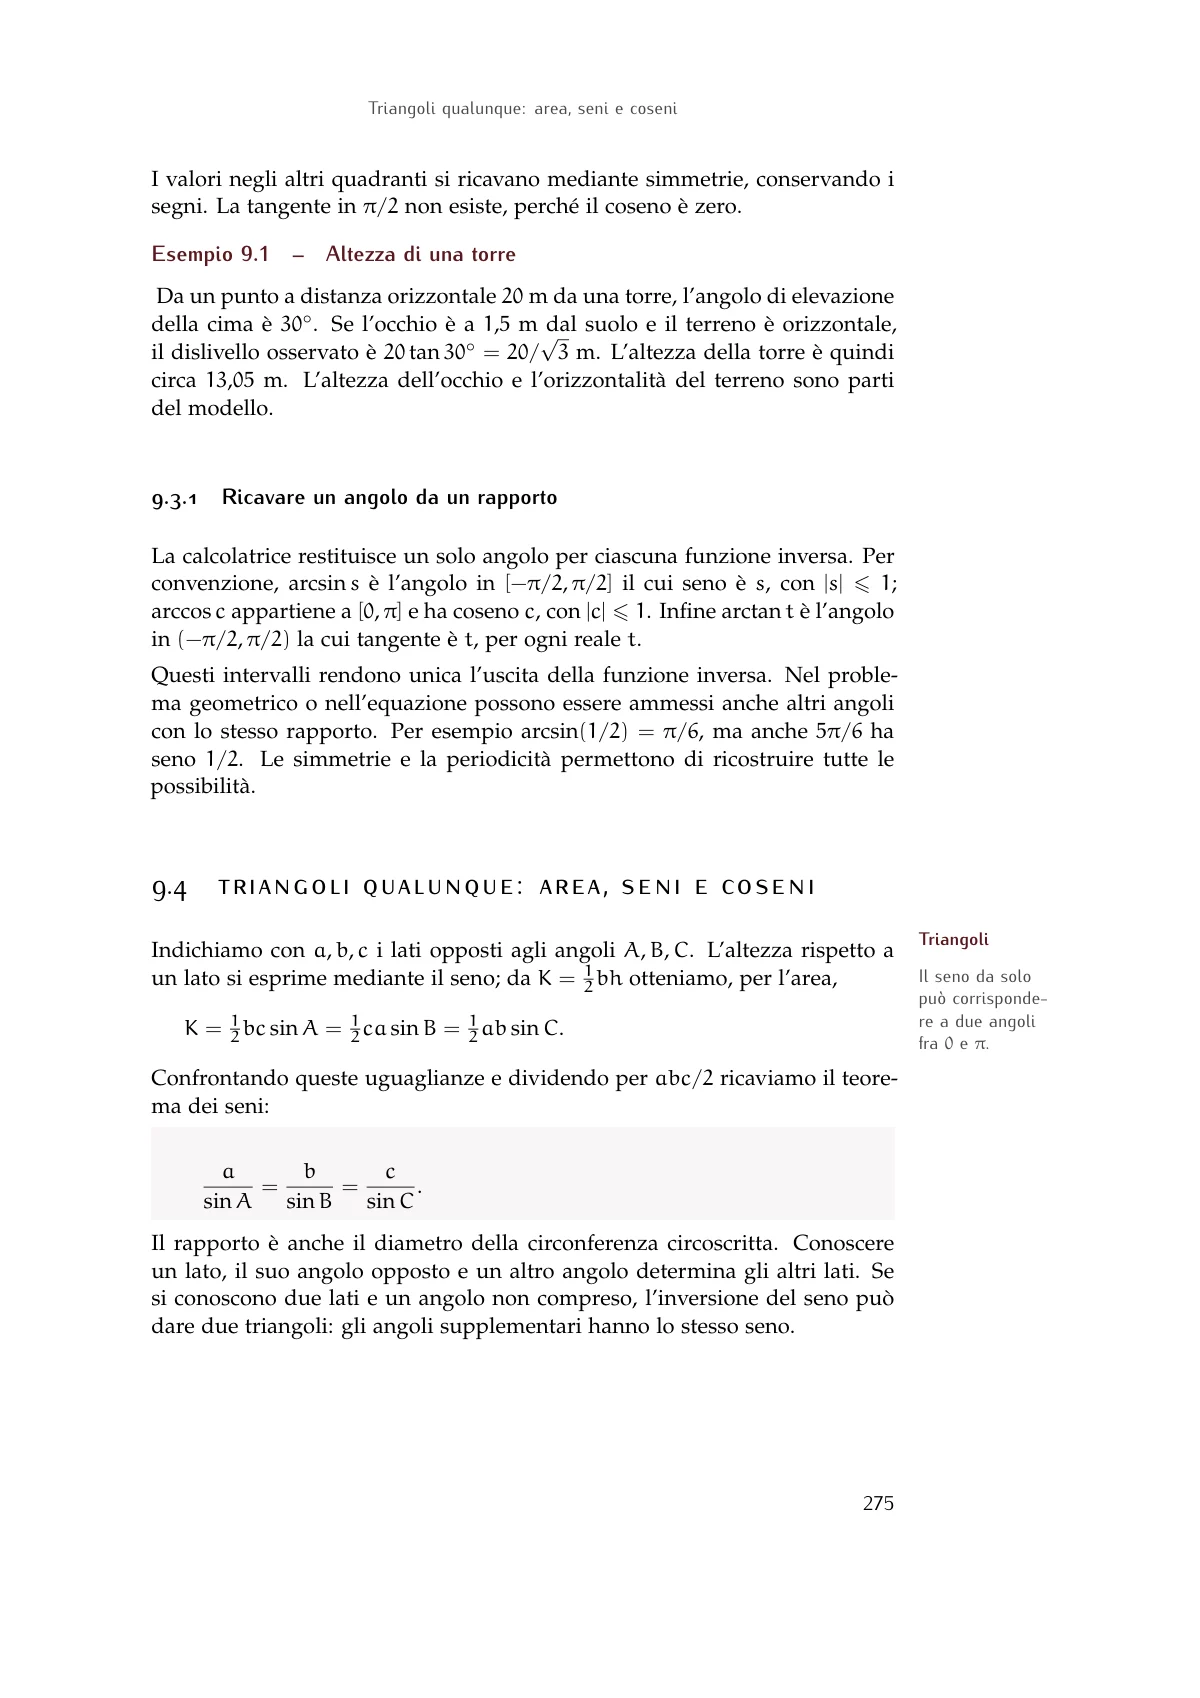 Triangoli qualunque: area, seni e coseni
I valori negli altri quadranti si ricavano mediante simmetrie, conservando i
segni. La tangente in π/2 non esiste, perché il coseno è zero.
Esempio 9.1 – Altezza di una torre
Da un punto a distanza orizzontale 20 m da una torre, l'angolo di elevazione
della cima è 30°. Se l'occhio è a 1,5 m dal suolo e il terreno è orizzontale,
il dislivello osservato è 20 tan 30° = 20/√3 m. L'altezza della torre è quindi
circa 13,05 m. L'altezza dell'occhio e l'orizzontalità del terreno sono parti
del modello.
9.3.1 Ricavare un angolo da un rapporto
La calcolatrice restituisce un solo angolo per ciascuna funzione inversa. Per
convenzione, arcsin s è l'angolo in [−π/2, π/2] il cui seno è s, con |s| ⩽ 1;
arccos c appartiene a [0, π] e ha coseno c, con |c| ⩽ 1. Infine arctan t è l'angolo
in (−π/2, π/2) la cui tangente è t, per ogni reale t.
Questi intervalli rendono unica l'uscita della funzione inversa. Nel proble-
ma geometrico o nell'equazione possono essere ammessi anche altri angoli
con lo stesso rapporto. Per esempio arcsin(1/2) = π/6, ma anche 5π/6 ha
seno 1/2. Le simmetrie e la periodicità permettono di ricostruire tutte le
possibilità.
9.4 TRIANGOLI QUALUNQUE: AREA, SENI E COSENI
Indichiamo con a, b, c i lati opposti agli angoli A, B, C. L'altezza rispetto a
un lato si esprime mediante il seno; da K = ½bh otteniamo, per l'area,
K = ½bc sin A = ½ca sin B = ½ab sin C.
Confrontando queste uguaglianze e dividendo per abc/2 ricaviamo il teore-
ma dei seni:
a/sin A = b/sin B = c/sin C.
Il rapporto è anche il diametro della circonferenza circoscritta. Conoscere
un lato, il suo angolo opposto e un altro angolo determina gli altri lati. Se
si conoscono due lati e un angolo non compreso, l'inversione del seno può
dare due triangoli: gli angoli supplementari hanno lo stesso seno.
Triangoli
Il seno da solo
può corrisponde-
re a due angoli
fra 0 e π.
275